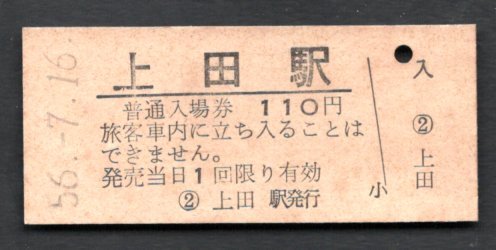 56.-7.16.
上田駅
普通入場券 110円
旅客車内に立ち入ることは
できません。
発売当日1回限り有効
② 上田 駅発行
小
入
② 上田